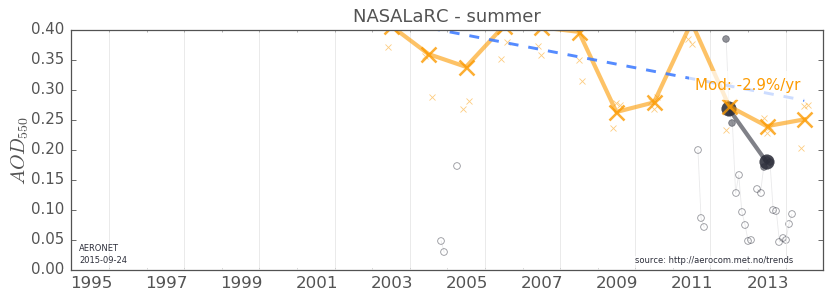 NASALaRC - summer
0.40
0.35
0.30
0.25
0.20
0.15
0.10
0.05
0.00
AOD550
Mod: -2.9%/yr
AERONET
2015-09-24
source: http://aerocom.met.no/trends
1995 1997 1999 2001 2003 2005 2007 2009 2011 2013